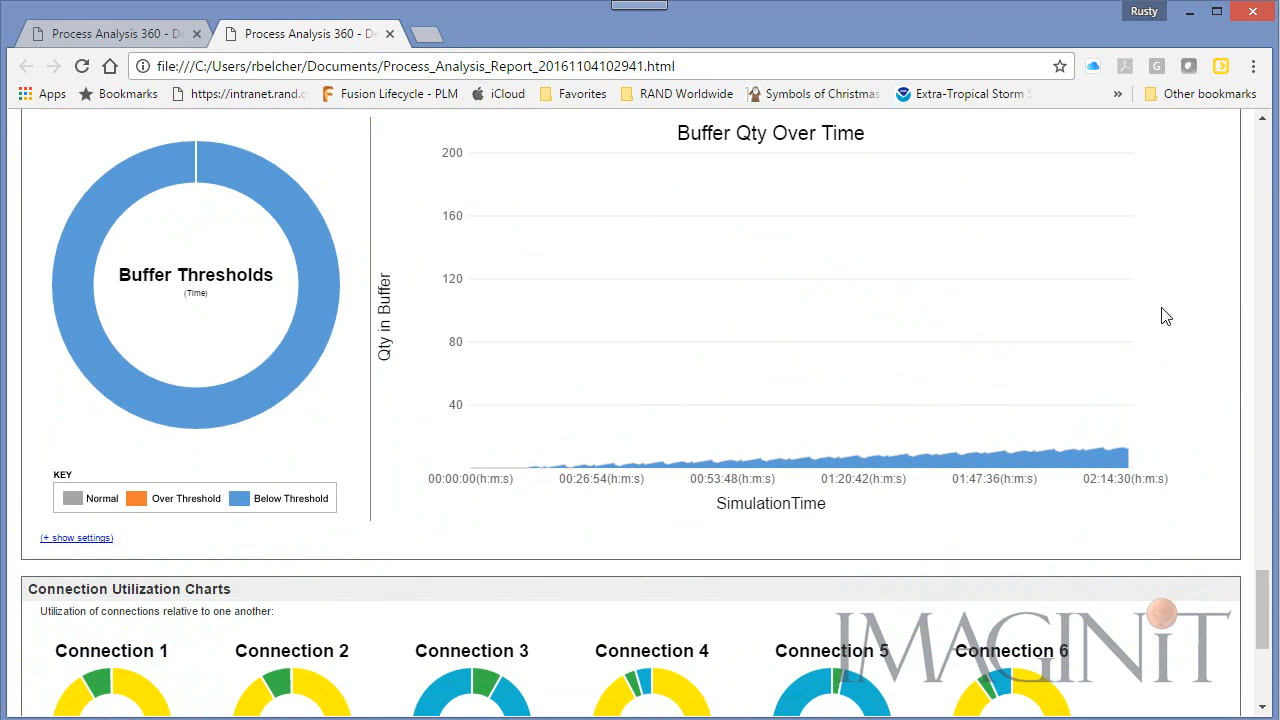 Rusty
Process Analysis 360 - Da
Process Analysis 360 - De
file:///C:/Users/rbelcher/Documents/Process_Analysis_Report_20161104102941.html
Apps
Bookmarks
https://intranet.rand.c
Fusion Lifecycle - PLM
iCloud
Favorites
RAND Worldwide
Symbols of Christmas
Extra-Tropical Storm S
»
Other bookmarks
Buffer Qty Over Time
Buffer Thresholds
(Time)
Qty in Buffer
200
160
120
80
40
00:00:00(h:m:s)
00:26:54(h:m:s)
00:53:48(h:m:s)
01:20:42(h:m:s)
01:47:36(h:m:s)
02:14:30(h:m:s)
SimulationTime
KEY
Normal
Over Threshold
Below Threshold
(+ show settings)
Connection Utilization Charts
Utilization of connections relative to one another:
Connection 1
Connection 2
Connection 3
Connection 4
Connection 5
Connection 6
IMAGINiT